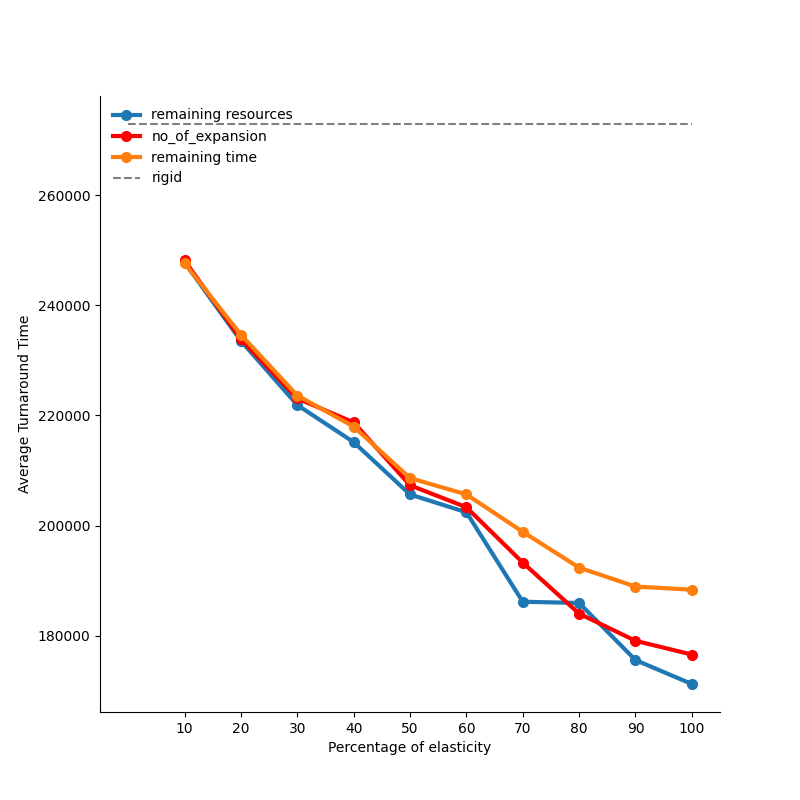 remaining resources
no_of_expansion
remaining time
rigid
260000
240000
220000
200000
180000
Average Turnaround Time
10 20 30 40 50 60 70 80 90 100
Percentage of elasticity